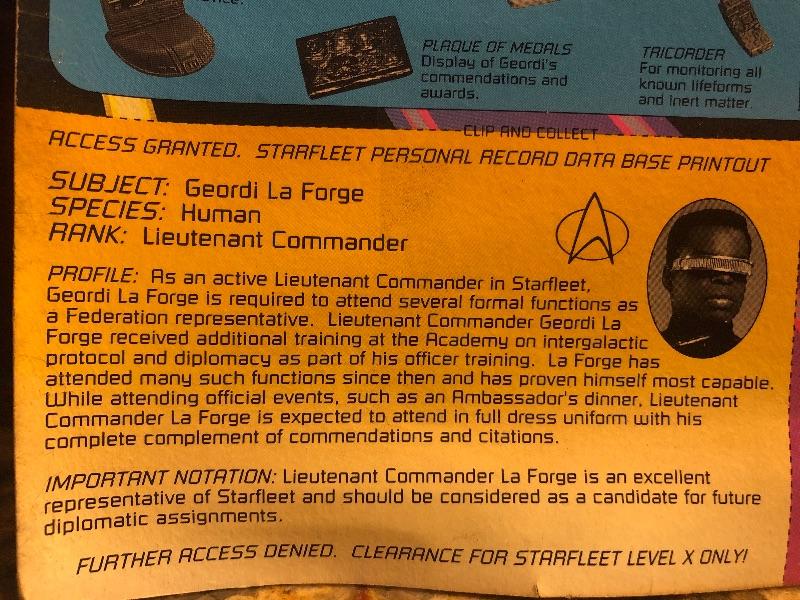 PLAQUE OF MEDALS
Display of Geordi's
commendations and
awards.
TRICORDER
For monitoring all
known lifeforms
and inert matter.
CLIP AND COLLECT
ACCESS GRANTED. STARFLEET PERSONAL RECORD DATA BASE PRINTOUT
SUBJECT: Geordi La Forge
SPECIES: Human
RANK: Lieutenant Commander
PROFILE: As an active Lieutenant Commander in Starfleet,
Geordi La Forge is required to attend several formal functions as
a Federation representative. Lieutenant Commander Geordi La
Forge received additional training at the Academy on intergalactic
protocol and diplomacy as part of his officer training. La Forge has
attended many such functions since then and has proven himself most capable.
While attending official events, such as an Ambassador's dinner, Lieutenant
Commander La Forge is expected to attend in full dress uniform with his
complete complement of commendations and citations.
IMPORTANT NOTATION: Lieutenant Commander La Forge is an excellent
representative of Starfleet and should be considered as a candidate for future
diplomatic assignments.
FURTHER ACCESS DENIED. CLEARANCE FOR STARFLEET LEVEL X ONLY!